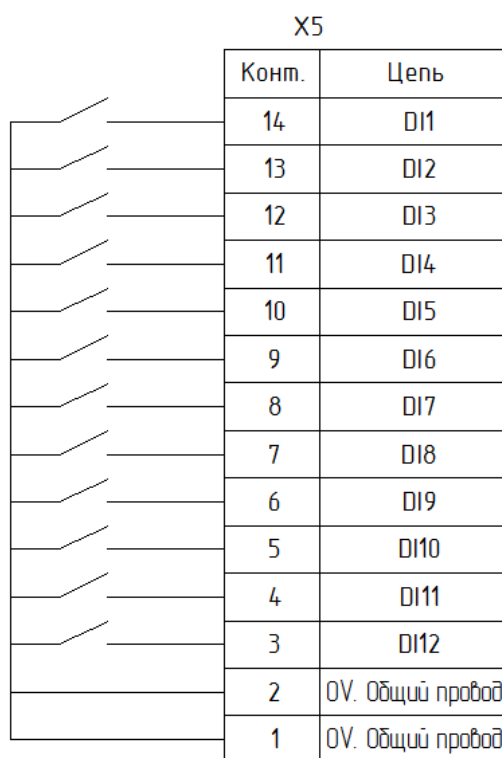 X5
Конт. Цепь
14 DI1
13 DI2
12 DI3
11 DI4
10 DI5
9 DI6
8 DI7
7 DI8
6 DI9
5 DI10
4 DI11
3 DI12
2 0V. Общий провод
1 0V. Общий провод